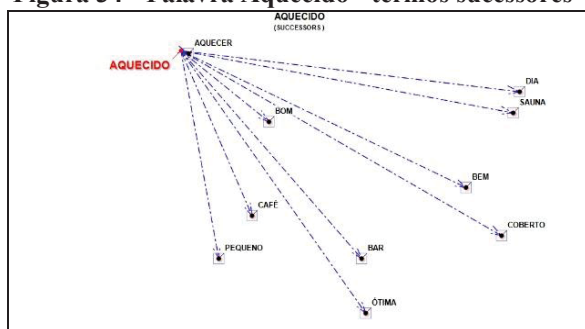 Figura 34 - Palavra Aquecido - termos sucessores
AQUECIDO
(SUCCESSORS)
AQUECER
AQUECIDO
DIA
SAUNA
BOM
BEM
CAFÉ
COBERTO
PEQUENO
BAR
ÓTIMA